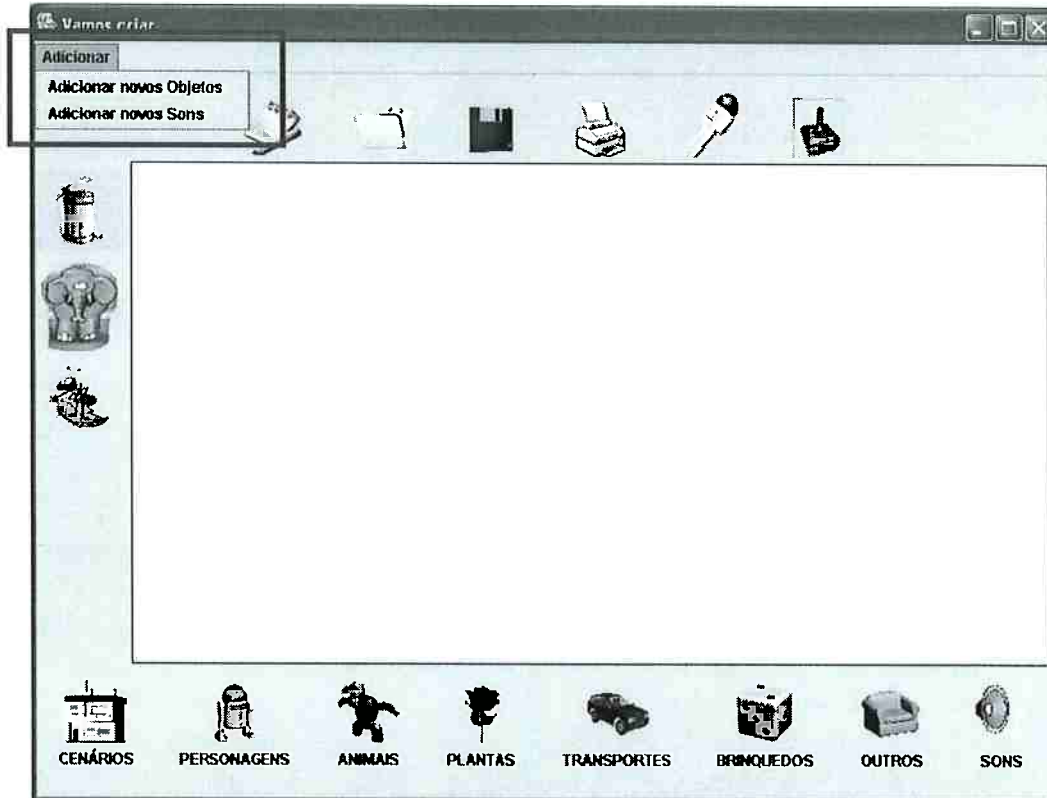 Vamos criar
Adicionar
Adicionar novos Objetos
Adicionar novos Sons
CENÁRIOS PERSONAGENS ANIMAIS PLANTAS TRANSPORTES BRINQUEDOS OUTROS SONS